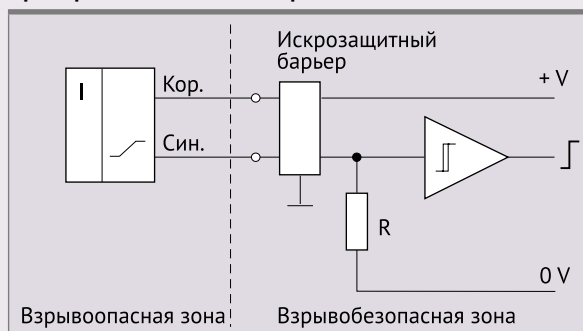 Искрозащитный
барьер
+ V
I
Кор.
Син.
R
0 V
Взрывоопасная зона
Взрывобезопасная зона